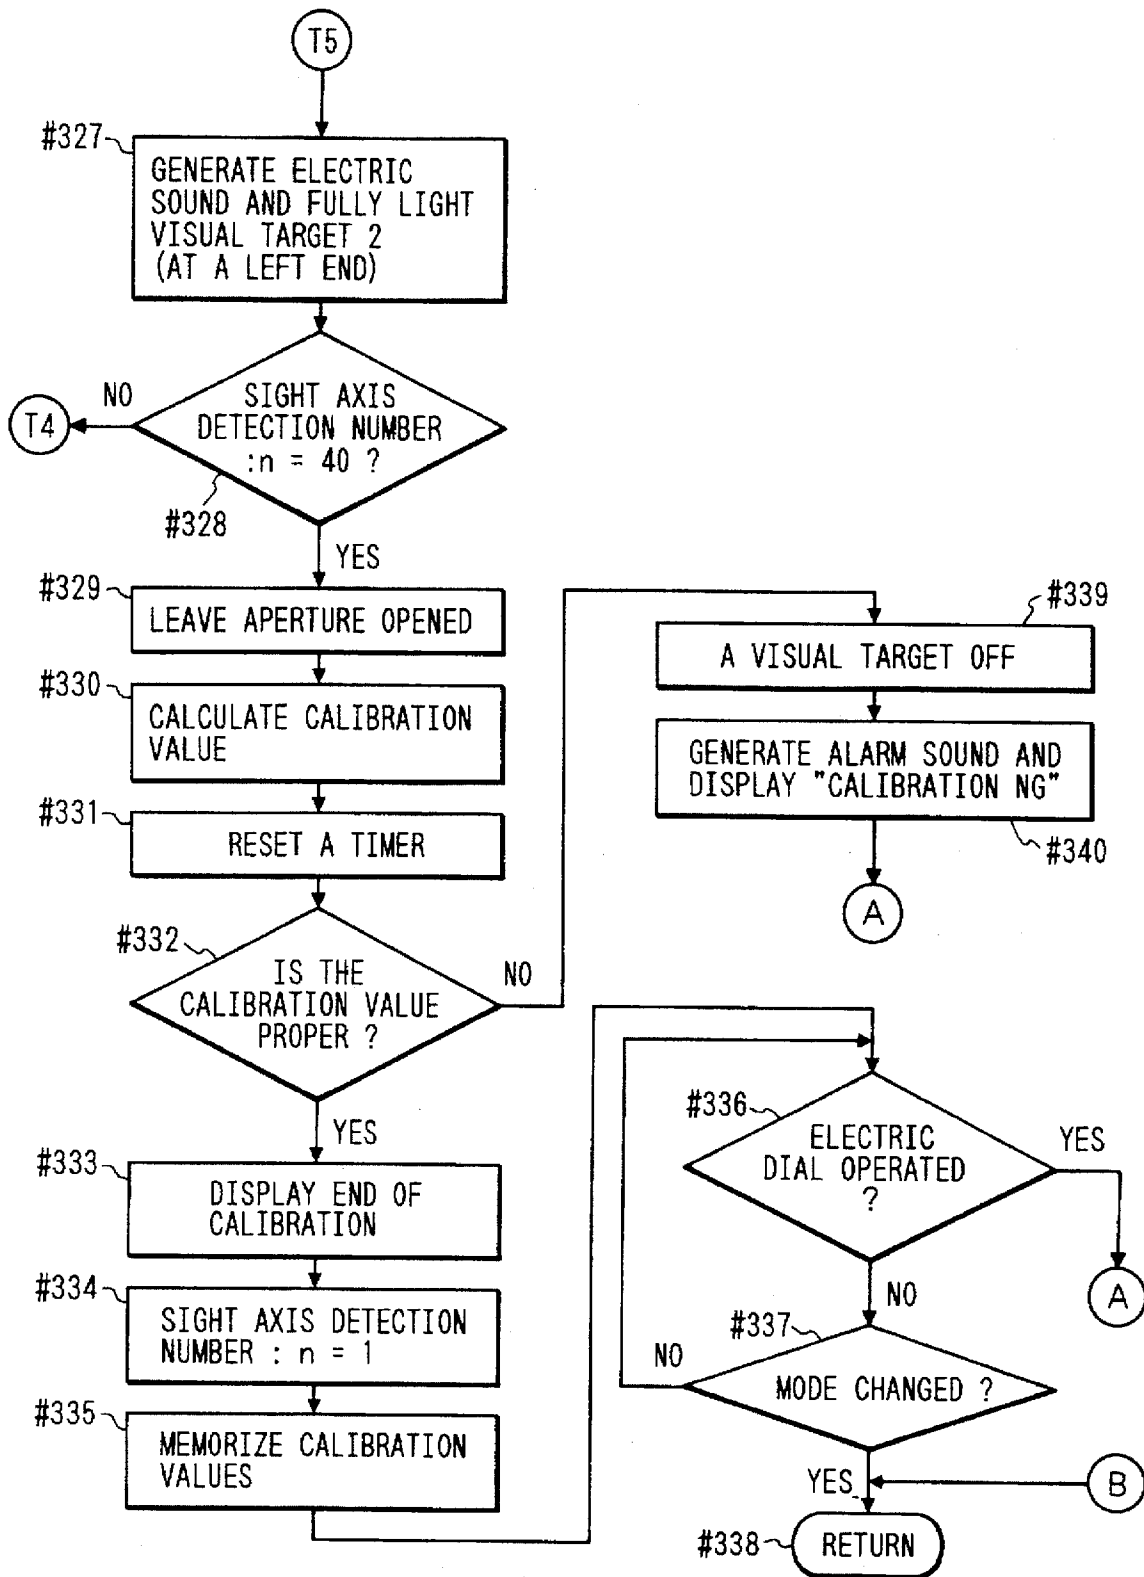 T5
#327
GENERATE ELECTRIC
SOUND AND FULLY LIGHT
VISUAL TARGET 2
(AT A LEFT END)
NO
T4
SIGHT AXIS
DETECTION NUMBER
:n = 40 ?
#328
YES
#329
LEAVE APERTURE OPENED
#330
CALCULATE CALIBRATION
VALUE
#331
RESET A TIMER
#332
IS THE
CALIBRATION VALUE
PROPER ?
NO
YES
#333
DISPLAY END OF
CALIBRATION
#334
SIGHT AXIS DETECTION
NUMBER : n = 1
#335
MEMORIZE CALIBRATION
VALUES
#339
A VISUAL TARGET OFF
GENERATE ALARM SOUND AND
DISPLAY "CALIBRATION NG"
#340
A
#336
ELECTRIC
DIAL OPERATED
?
YES
A
NO
#337
NO
MODE CHANGED ?
YES
B
#338
RETURN